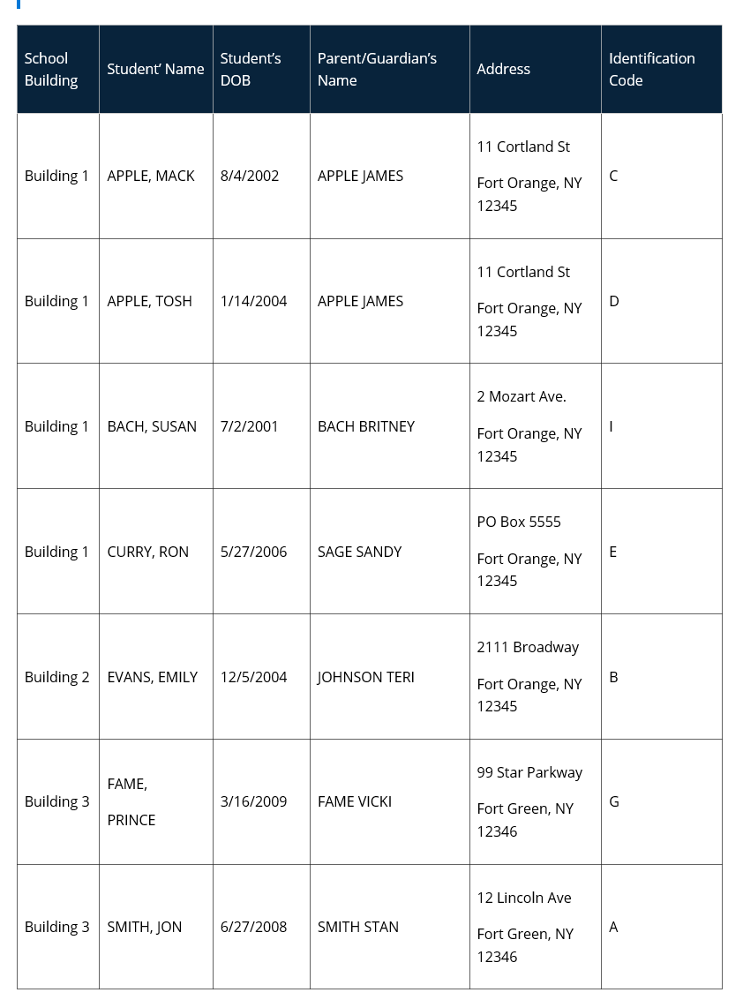 School Building
Student’ Name
Student’s DOB
Parent/Guardian’s Name
Address
Identification Code
Building 1
APPLE, MACK
8/4/2002
APPLE JAMES
11 Cortland St
Fort Orange, NY
12345
C
Building 1
APPLE, TOSH
1/14/2004
APPLE JAMES
11 Cortland St
Fort Orange, NY
12345
D
Building 1
BACH, SUSAN
7/2/2001
BACH BRITNEY
2 Mozart Ave.
Fort Orange, NY
12345
I
Building 1
CURRY, RON
5/27/2006
SAGE SANDY
PO Box 5555
Fort Orange, NY
12345
E
Building 2
EVANS, EMILY
12/5/2004
JOHNSON TERI
2111 Broadway
Fort Orange, NY
12345
B
Building 3
FAME,
PRINCE
3/16/2009
FAME VICKI
99 Star Parkway
Fort Green, NY
12346
G
Building 3
SMITH, JON
6/27/2008
SMITH STAN
12 Lincoln Ave
Fort Green, NY
12346
A